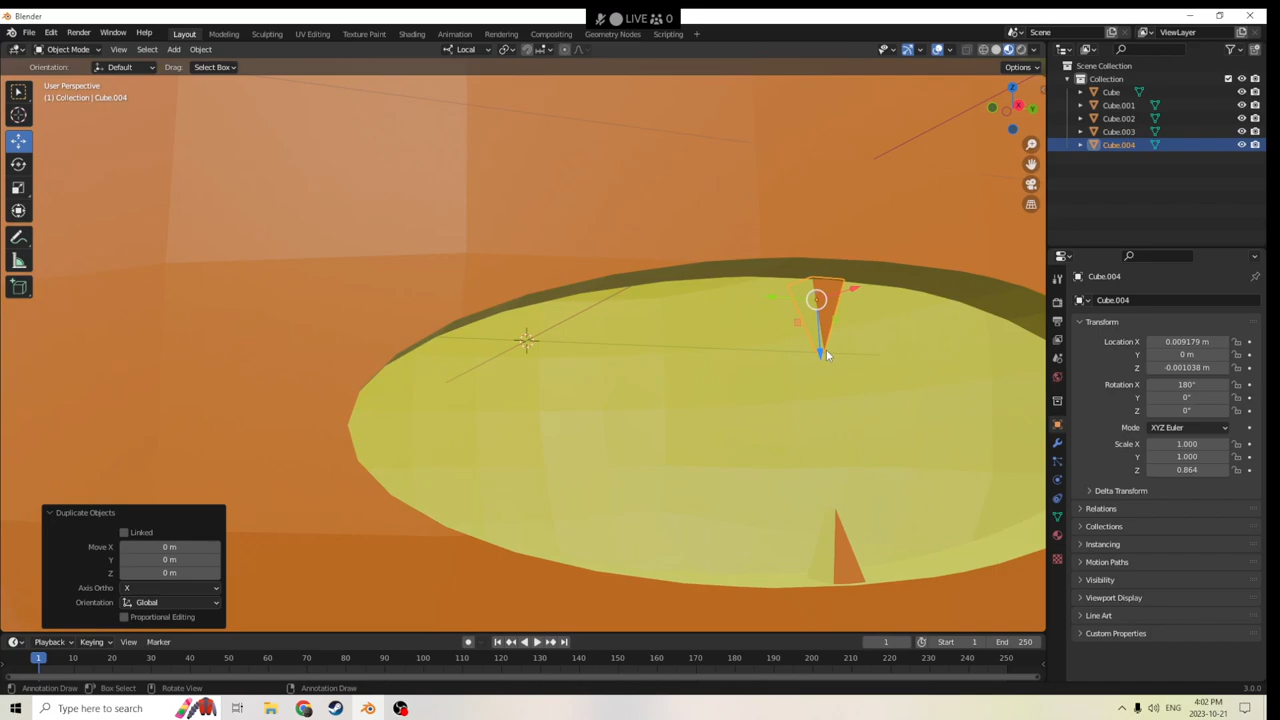 Blender
LIVE 0
File Edit Render Window Help Layout Modeling Sculpting UV Editing Texture Paint Shading Animation Rendering Compositing Geometry Nodes Scripting + Scene ViewLayer
Object Mode View Select Add Object Local
Orientation: Default Drag: Select Box Options
User Perspective
(1) Collection | Cube.004
Z
X
Y
Scene Collection
Collection
Cube
Cube.001
Cube.002
Cube.003
Cube.004
Cube.004
Cube.004
Transform
Location X 0.009179 m
Y 0 m
Z -0.001038 m
Rotation X 180°
Y 0°
Z 0°
Mode XYZ Euler
Scale X 1.000
Y 1.000
Z 0.864
Delta Transform
Relations
Collections
Instancing
Motion Paths
Visibility
Viewport Display
Line Art
Custom Properties
Duplicate Objects
Linked
Move X 0 m
Y 0 m
Z 0 m
Axis Ortho X
Orientation Global
Proportional Editing
Playback Keying View Marker 1 Start 1 End 250
1 10 20 30 40 50 60 70 80 90 100 110 120 130 140 150 160 170 180 190 200 210 220 230 240 250
Annotation Draw Box Select Rotate View Annotation Draw 3.0.0
Type here to search ENG 4:02 PM
2023-10-21